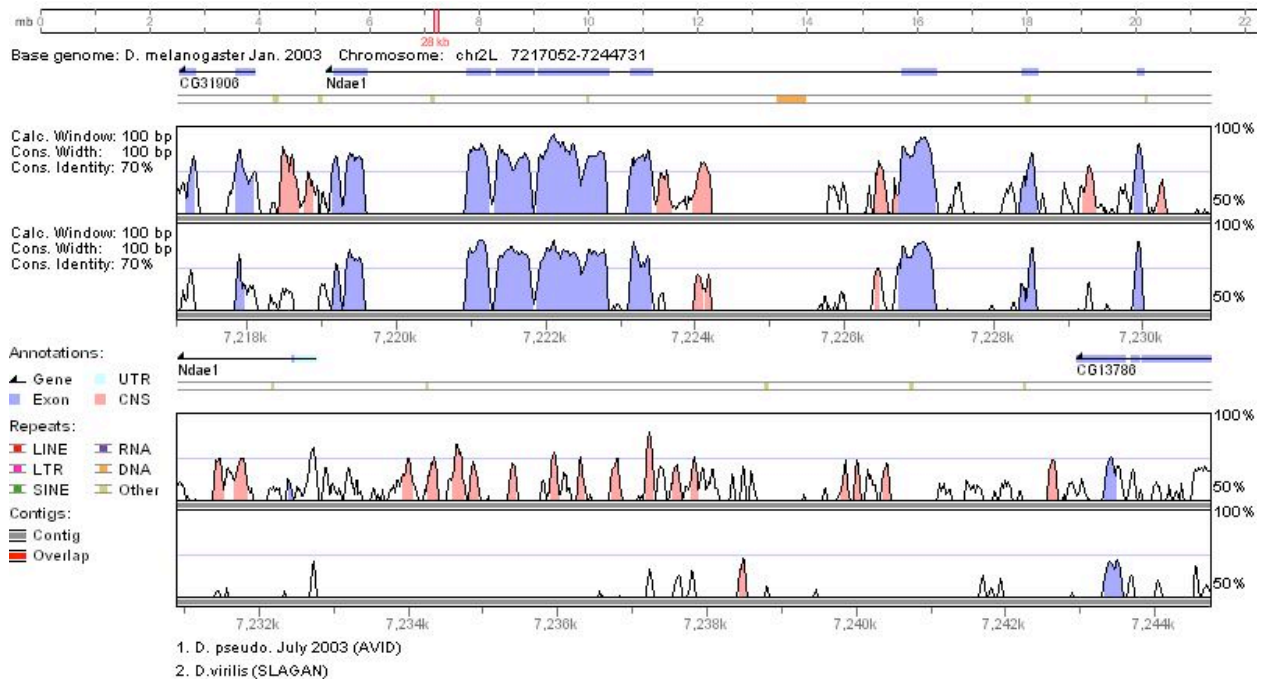 mb 0 2 4 6 8 10 12 14 16 18 20 22
28 kb
Base genome: D. melanogaster Jan. 2003 Chromosome: chr2L 7217052-7244731
CG31906 Ndae1
Calc. Window: 100 bp 100%
Cons. Width: 100 bp
Cons. Identity: 70%
50%
Calc. Window: 100 bp 100%
Cons. Width: 100 bp
Cons. Identity: 70%
50%
7,218k 7,220k 7,222k 7,224k 7,226k 7,228k 7,230k
Annotations:
Ndae1 CG13786
Gene UTR
Exon CNS
100%
Repeats:
LINE RNA
LTR DNA
SINE Other
50%
Contigs:
100%
Contig
Overlap
50%
7,232k 7,234k 7,236k 7,238k 7,240k 7,242k 7,244k
1. D. pseudo. July 2003 (AVID)
2. D.virilis (SLAGAN)